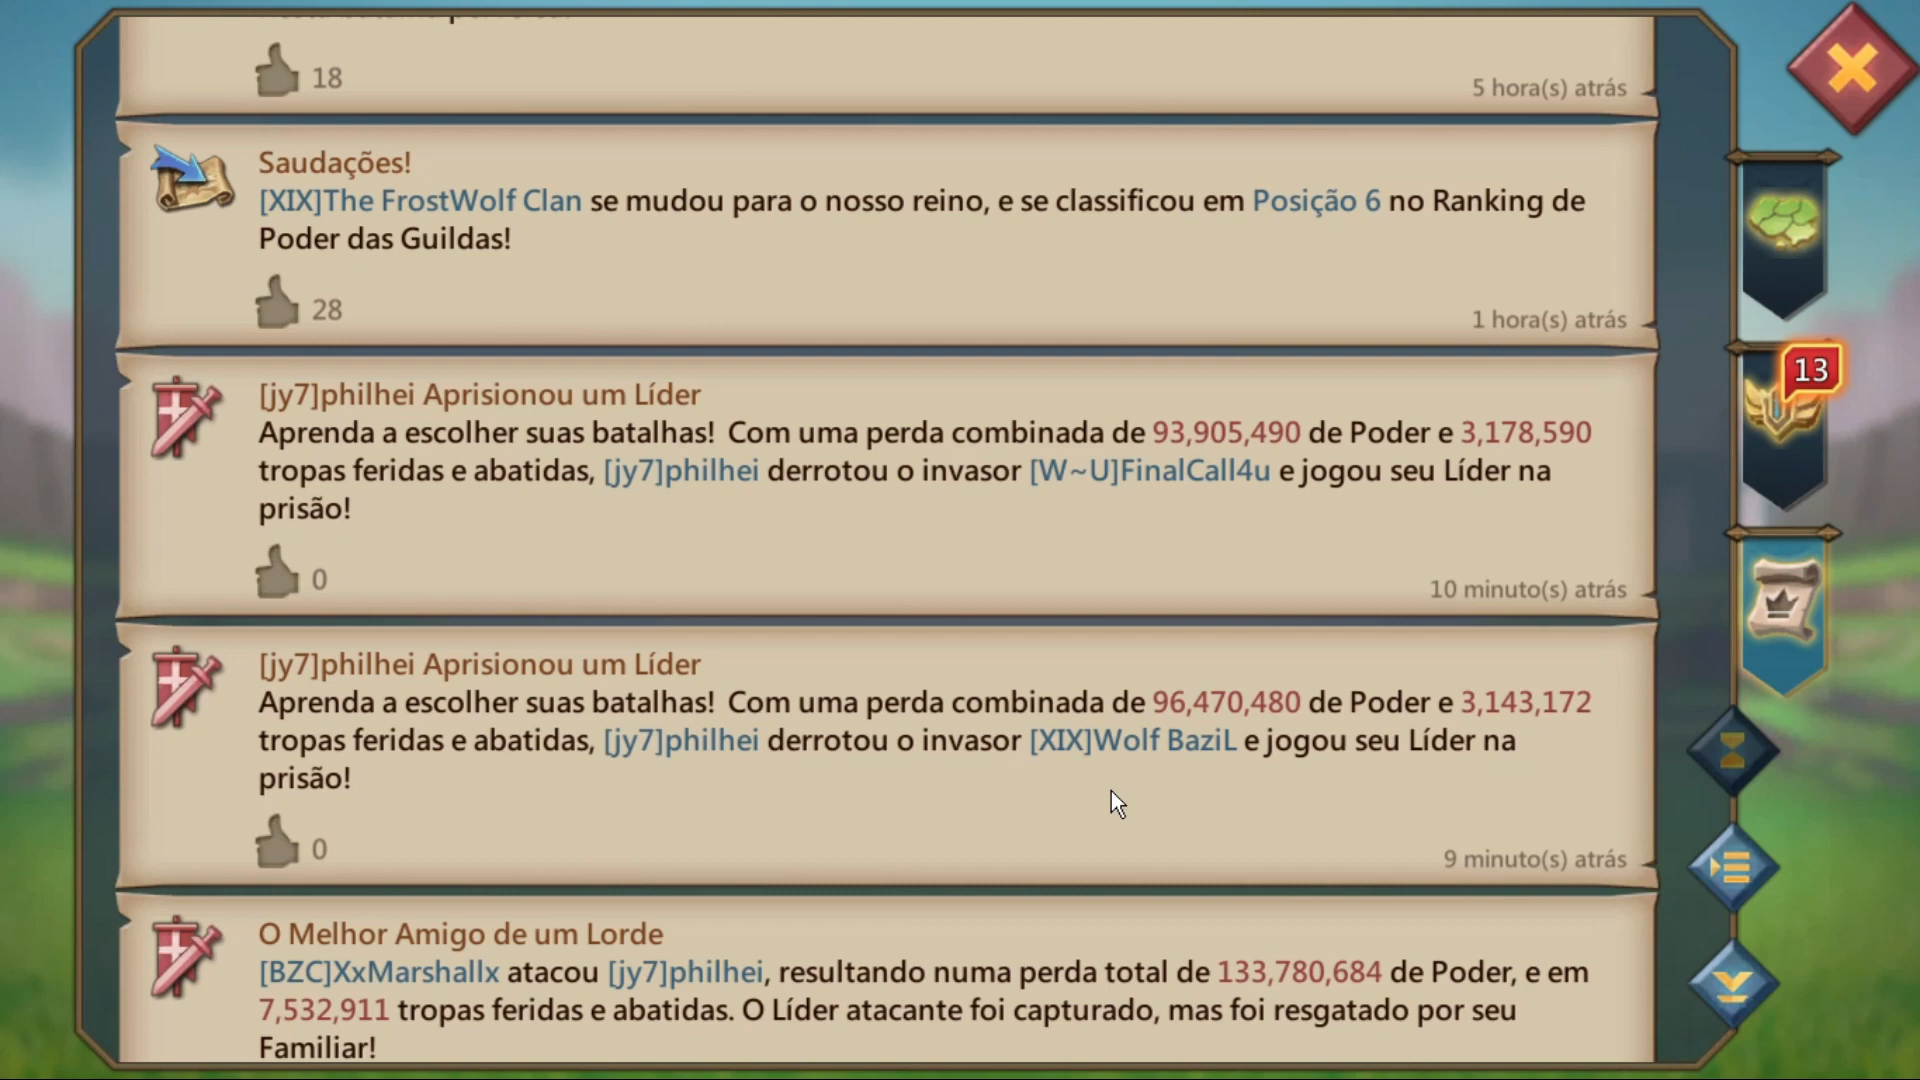 18
5 hora(s) atrás
Saudações!
[XIX]The FrostWolf Clan se mudou para o nosso reino, e se classificou em Posição 6 no Ranking de
Poder das Guildas!
28
1 hora(s) atrás
[jy7]philhei Aprisionou um Líder
Aprenda a escolher suas batalhas! Com uma perda combinada de 93,905,490 de Poder e 3,178,590
tropas feridas e abatidas, [jy7]philhei derrotou o invasor [W~U]FinalCall4u e jogou seu Líder na
prisão!
0
10 minuto(s) atrás
[jy7]philhei Aprisionou um Líder
Aprenda a escolher suas batalhas! Com uma perda combinada de 96,470,480 de Poder e 3,143,172
tropas feridas e abatidas, [jy7]philhei derrotou o invasor [XIX]Wolf BaziL e jogou seu Líder na
prisão!
0
9 minuto(s) atrás
O Melhor Amigo de um Lorde
[BZC]XxMarshallx atacou [jy7]philhei, resultando numa perda total de 133,780,684 de Poder, e em
7,532,911 tropas feridas e abatidas. O Líder atacante foi capturado, mas foi resgatado por seu
Familiar!
13